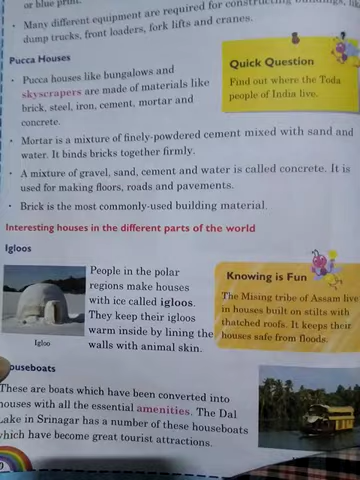 or blue print.
• Many different equipment are required for constructing buildings, like
dump trucks, front loaders, fork lifts and cranes.
Pucca Houses
• Pucca houses like bungalows and
skyscrapers are made of materials like
brick, steel, iron, cement, mortar and
concrete.
Quick Question
Find out where the Toda
people of India live.
• Mortar is a mixture of finely-powdered cement mixed with sand and
water. It binds bricks together firmly.
• A mixture of gravel, sand, cement and water is called concrete. It is
used for making floors, roads and pavements.
• Brick is the most commonly-used building material.
Interesting houses in the different parts of the world
Igloos
People in the polar
regions make houses
with ice called igloos.
They keep their igloos
warm inside by lining the
walls with animal skin.
Igloo
Knowing is Fun
The Mising tribe of Assam live
in houses built on stilts with
thatched roofs. It keeps their
houses safe from floods.
ouseboats
These are boats which have been converted into
houses with all the essential amenities. The Dal
Lake in Srinagar has a number of these houseboats
which have become great tourist attractions.